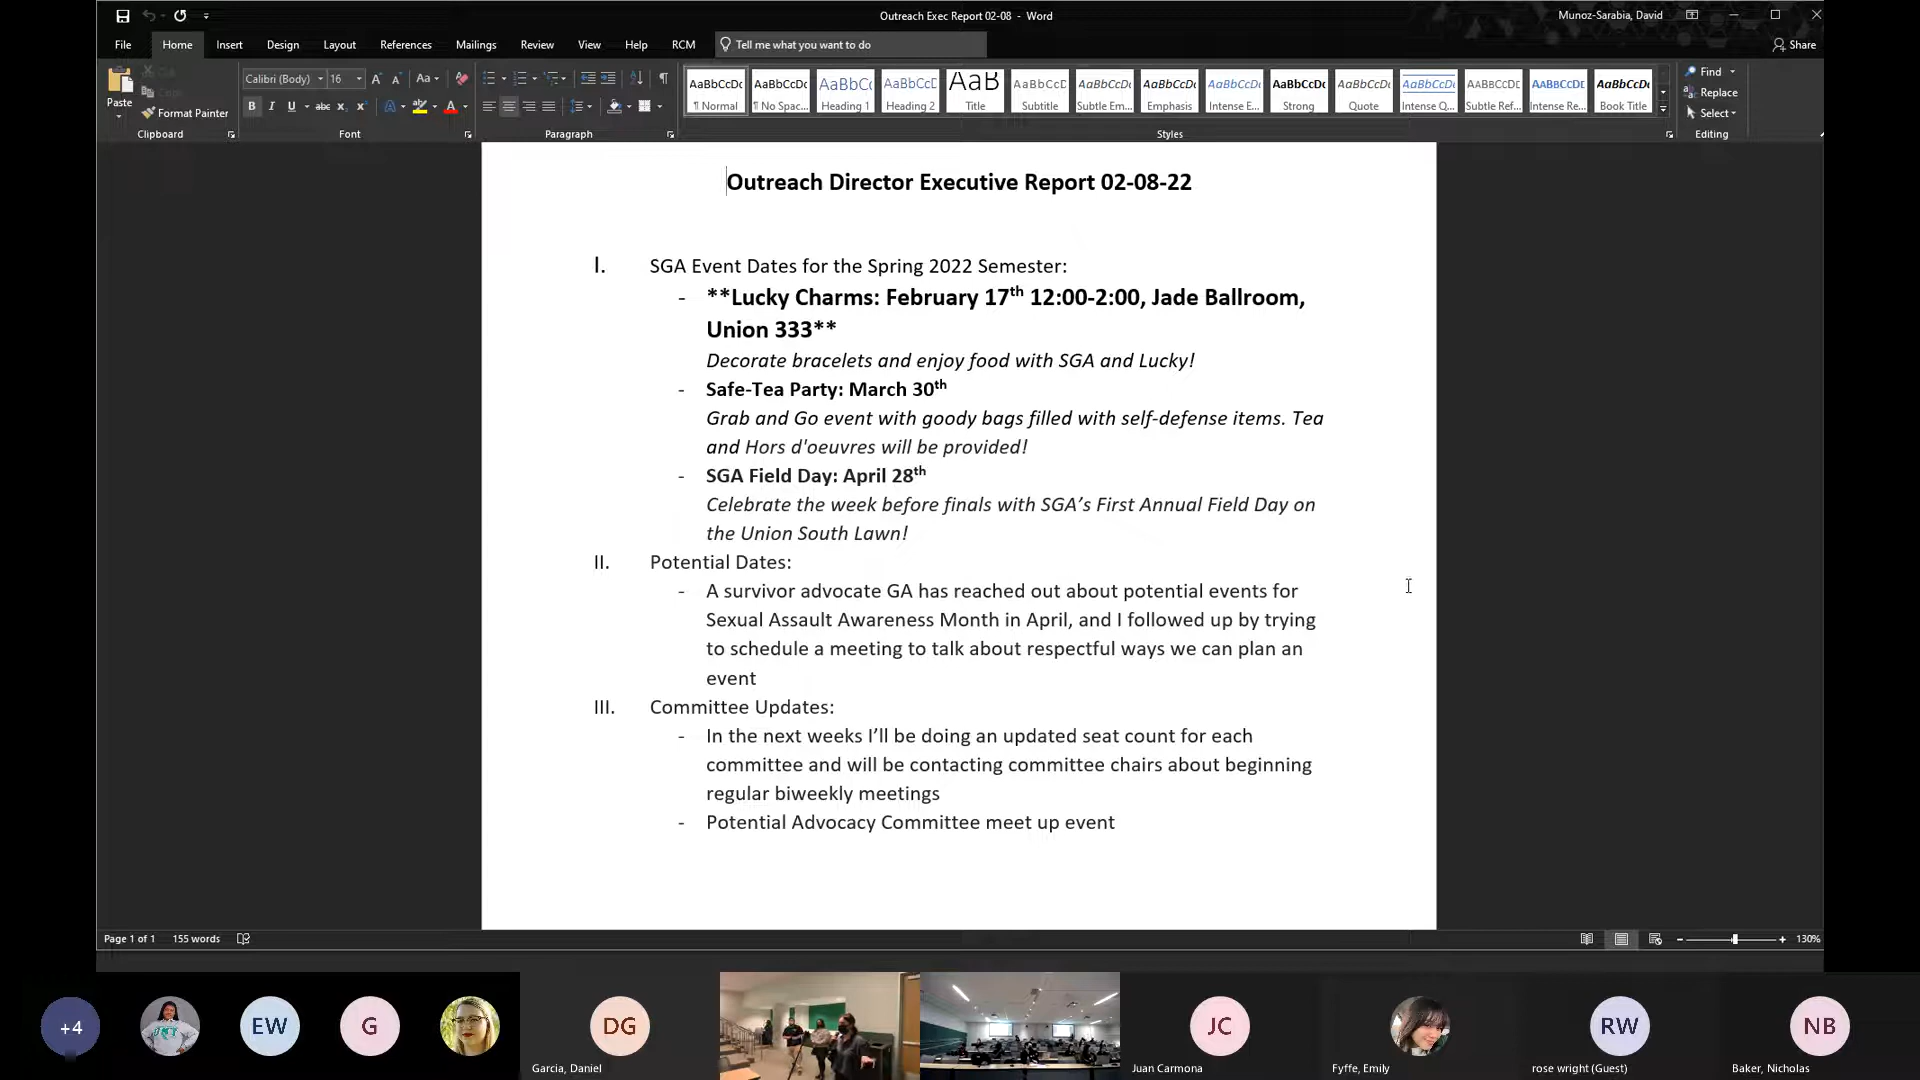 Outreach Exec Report 02-08 - Word
Munoz-Sarabia, David
File Home Insert Design Layout References Mailings Review View Help RCM Tell me what you want to do
Share
Paste
Cut
Copy
Format Painter
Clipboard
Calibri (Body) 16
Font
Paragraph
AaBbCcDc AaBbCcDc AaBbC AaBbCcD AaB AaBbCcD AaBbCcDc AaBbCcDc AaBbCcDc AaBbCcDc AaBbCcDc AaBbCcDc AaBbCcDc AaBbCcDc AaBbCcDc
¶ Normal ¶ No Spac... Heading 1 Heading 2 Title Subtitle Subtle Em... Emphasis Intense E... Strong Quote Intense Q... Subtle Ref... Intense Re... Book Title
Styles
Find
Replace
Select
Editing
Outreach Director Executive Report 02-08-22
I. SGA Event Dates for the Spring 2022 Semester:
- **Lucky Charms: February 17th 12:00-2:00, Jade Ballroom,
Union 333**
Decorate bracelets and enjoy food with SGA and Lucky!
- Safe-Tea Party: March 30th
Grab and Go event with goody bags filled with self-defense items. Tea
and Hors d'oeuvres will be provided!
- SGA Field Day: April 28th
Celebrate the week before finals with SGA’s First Annual Field Day on
the Union South Lawn!
II. Potential Dates:
- A survivor advocate GA has reached out about potential events for
Sexual Assault Awareness Month in April, and I followed up by trying
to schedule a meeting to talk about respectful ways we can plan an
event
III. Committee Updates:
- In the next weeks I’ll be doing an updated seat count for each
committee and will be contacting committee chairs about beginning
regular biweekly meetings
- Potential Advocacy Committee meet up event
Page 1 of 1 155 words
130%
+4 EW G DG JC RW NB
Garcia, Daniel
Juan Carmona
Fyffe, Emily
rose wright (Guest)
Baker, Nicholas